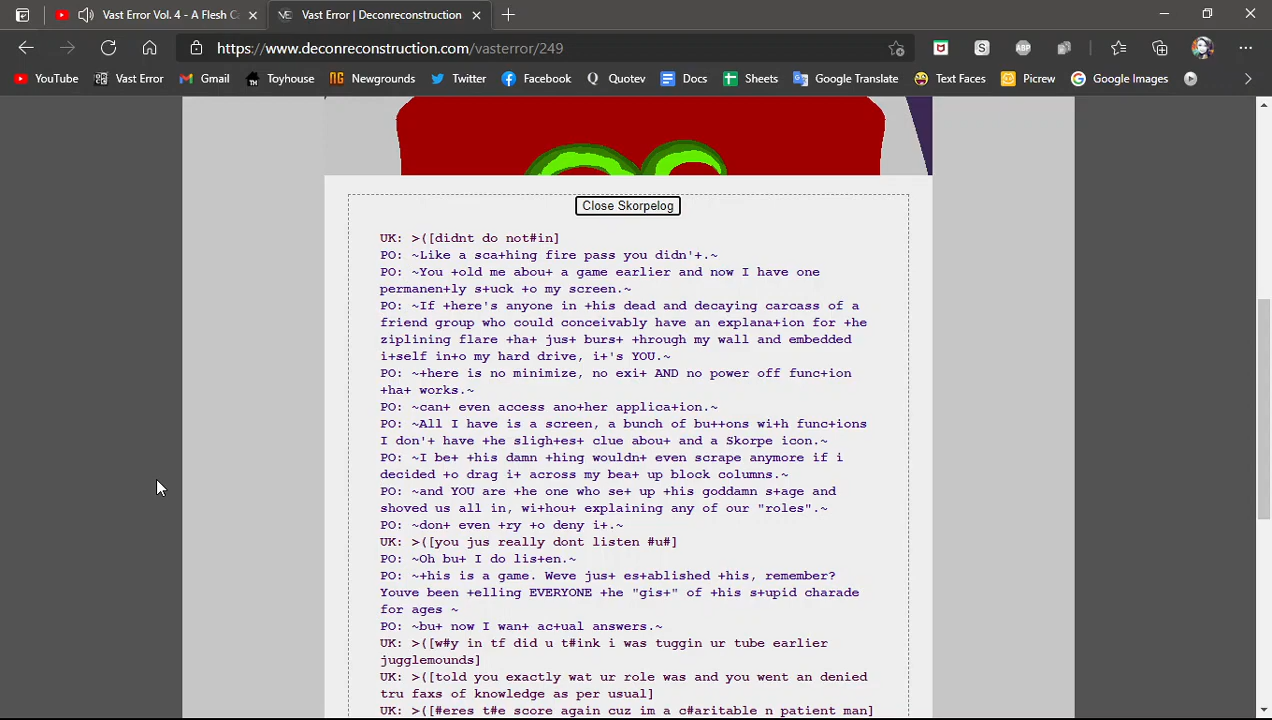 Vast Error Vol. 4 - A Flesh C
VE Vast Error | Deconreconstruction
https://www.deconreconstruction.com/vasterror/249
S
ABP
YouTube Vast Error Gmail TH Toyhouse NG Newgrounds Twitter Facebook Q Quotev Docs Sheets Google Translate Text Faces Picrew G Google Images
Close Skorpelog
UK: >([didnt do not#in]
PO: ~Like a sca+hing fire pass you didn'+.~
PO: ~You +old me abou+ a game earlier and now I have one
permanen+ly s+uck +o my screen.~
PO: ~If +here's anyone in +his dead and decaying carcass of a
friend group who could conceivably have an explana+ion for +he
ziplining flare +ha+ jus+ burs+ +hrough my wall and embedded
i+self in+o my hard drive, i+'s YOU.~
PO: ~+here is no minimize, no exi+ AND no power off func+ion
+ha+ works.~
PO: ~can+ even access ano+her applica+ion.~
PO: ~All I have is a screen, a bunch of bu++ons wi+h func+ions
I don'+ have +he sligh+es+ clue abou+ and a Skorpe icon.~
PO: ~I be+ +his damn +hing wouldn+ even scrape anymore if i
decided +o drag i+ across my bea+ up block columns.~
PO: ~and YOU are +he one who se+ up +his goddamn s+age and
shoved us all in, wi+hou+ explaining any of our "roles".~
PO: ~don+ even +ry +o deny i+.~
UK: >([you jus really dont listen #u#]
PO: ~Oh bu+ I do lis+en.~
PO: ~+his is a game. Weve jus+ es+ablished +his, remember?
Youve been +elling EVERYONE +he "gis+" of +his s+upid charade
for ages ~
PO: ~bu+ now I wan+ ac+ual answers.~
UK: >([w#y in tf did u t#ink i was tuggin ur tube earlier
jugglemounds]
UK: >([told you exactly wat ur role was and you went an denied
tru faxs of knowledge as per usual]
UK: >([#eres t#e score again cuz im a c#aritable n patient man]